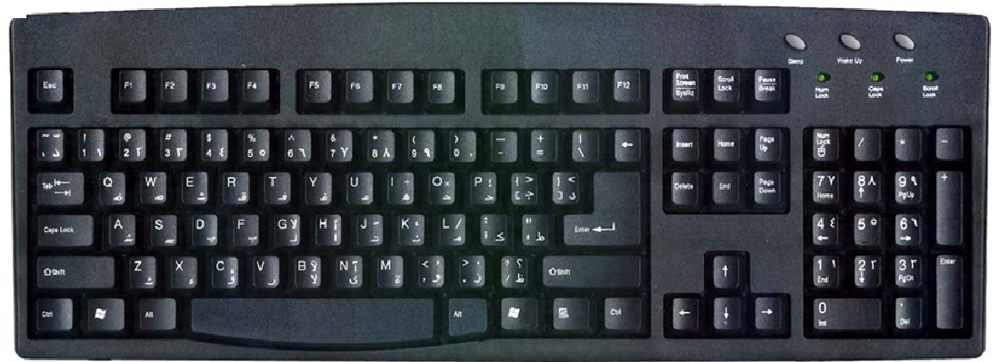 Sleep Wake Up Power
Esc F1 F2 F3 F4 F5 F6 F7 F8 F9 F10 F11 F12 Print Screen SysRq Scroll Lock Pause Break Num Lock Caps Lock Scroll Lock
! 1 ١ @ 2 ٢ # 3 ٣ $ 4 ٤ % 5 ٥ ^ 6 ٦ & 7 ٧ * 8 ٨ ( 9 ٩ ) 0 ٠ _ - + = | \ ← Insert Home Page Up Num Lock / * -
Tab Q ض W ص E ث R ق T ف Y غ U ع I ه O خ P ح { [ ج } ] د Delete End Page Down 7 ٧ Home 8 ٨ ↑ 9 ٩ PgUp +
Caps Lock A ش S س D ي F ب G ل H ا J ت K ن L م : ; ك " ' ط Enter 4 ٤ ← 5 ٥ 6 ٦ →
⇧Shift Z ئ X ء C ؤ V ر B لا N ى M ة < , و > . ز ? / ظ ⇧Shift ↑ 1 ١ End 2 ٢ ↓ 3 ٣ PgDn Enter
Ctrl Alt Alt Ctrl ← ↓ → 0 Ins . Del